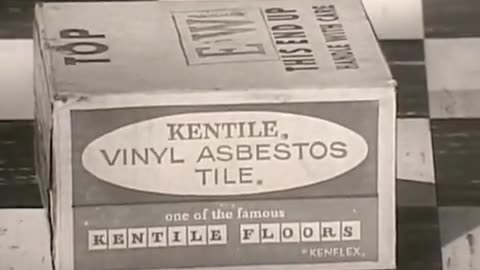 TOP
THIS END UP
HANDLE WITH CARE
KENTILE®
VINYL ASBESTOS
TILE®
one of the famous
KENTILE FLOORS
KENFLEX®